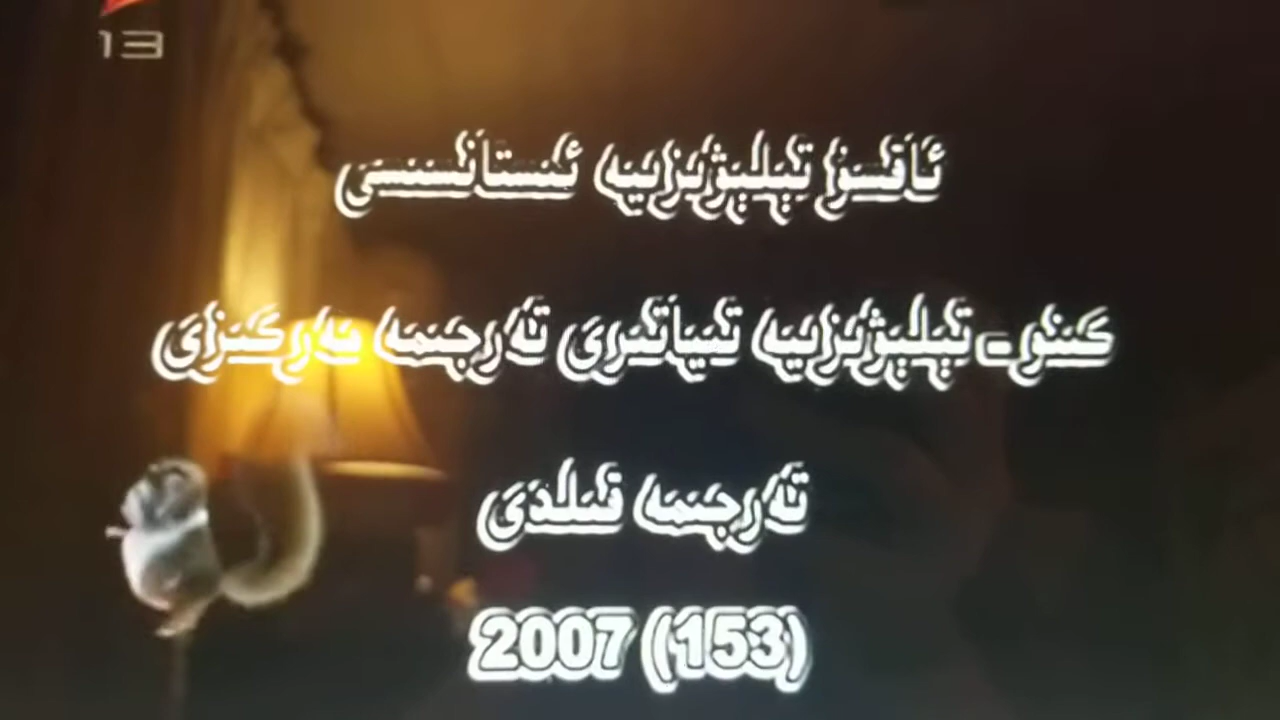 13
ئاقسۇ تېلېۋىزىيە ئىستانسىسى
كىنو - تېلېۋىزىيە تىياتىرى تەرجىمە مەركىزى
تەرجىمە قىلدى
2007 (153)